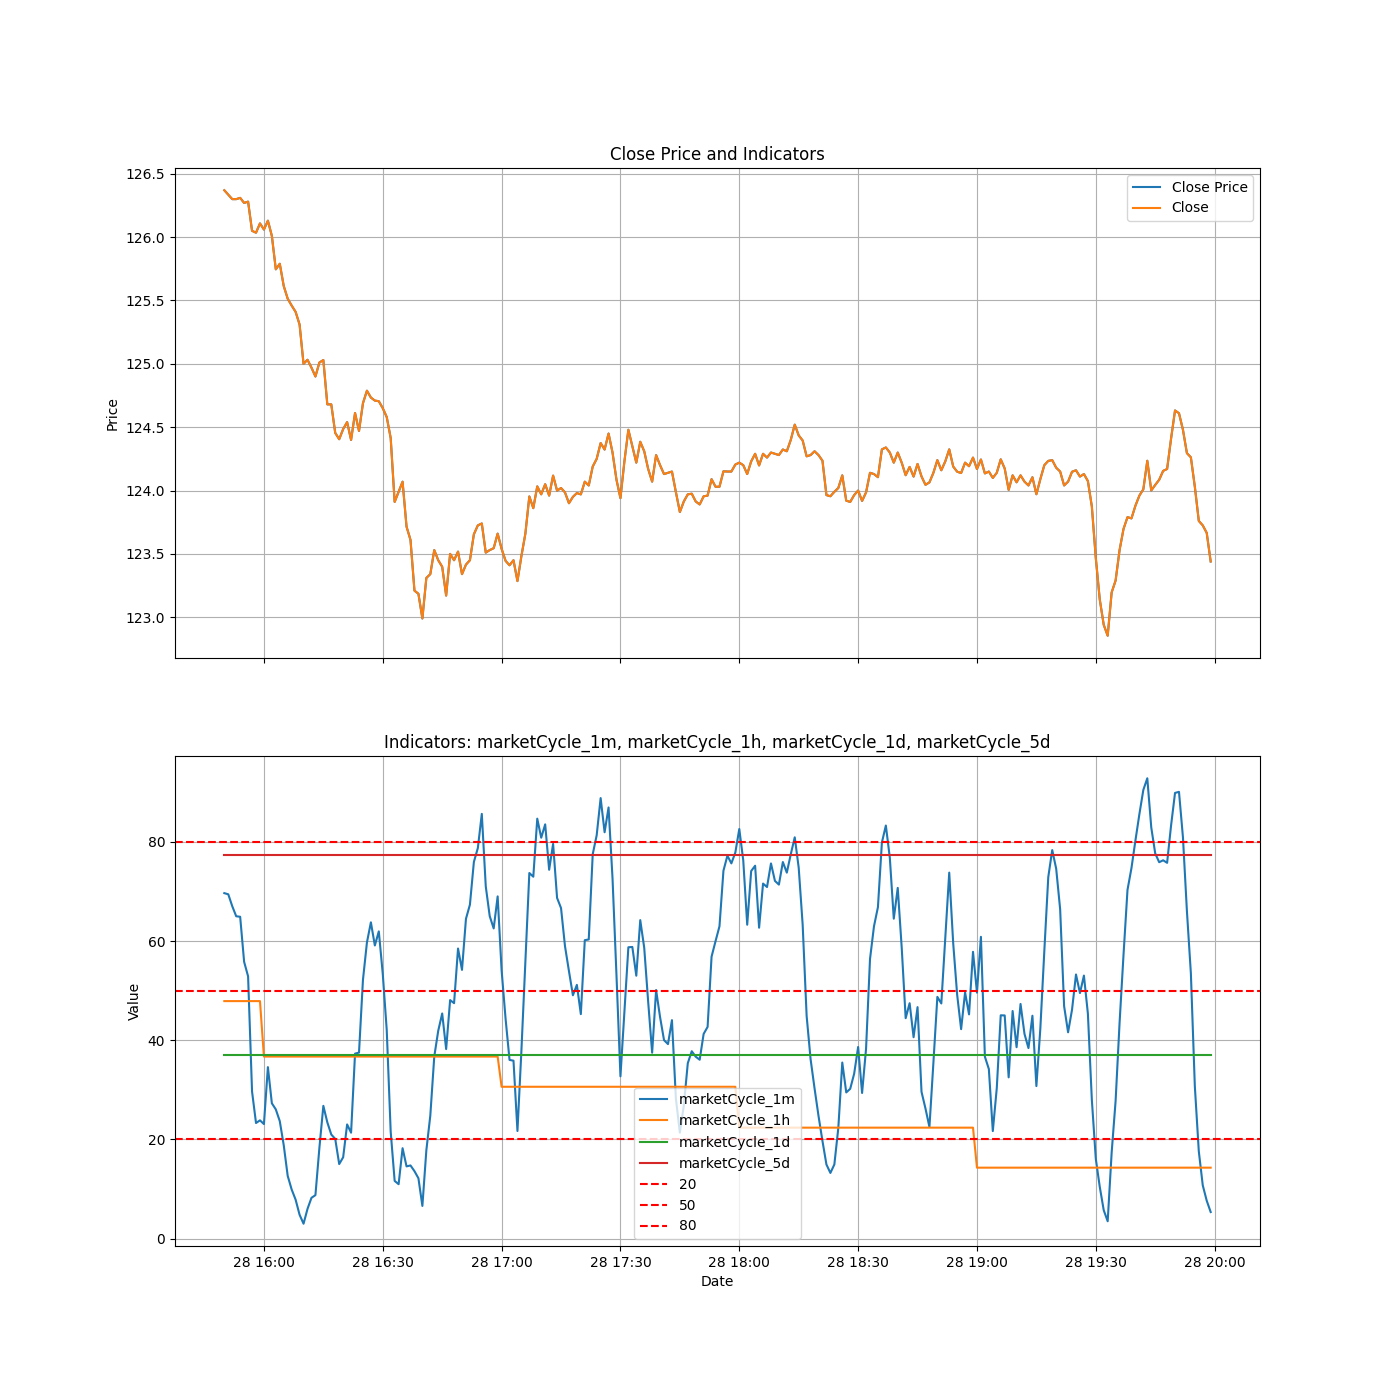 Close Price and Indicators
126.5
126.0
125.5
125.0
124.5
124.0
123.5
123.0
Price
Close Price
Close
Indicators: marketCycle_1m, marketCycle_1h, marketCycle_1d, marketCycle_5d
80
60
40
20
0
Value
marketCycle_1m
marketCycle_1h
marketCycle_1d
marketCycle_5d
20
50
80
28 16:00 28 16:30 28 17:00 28 17:30 28 18:00 28 18:30 28 19:00 28 19:30 28 20:00
Date